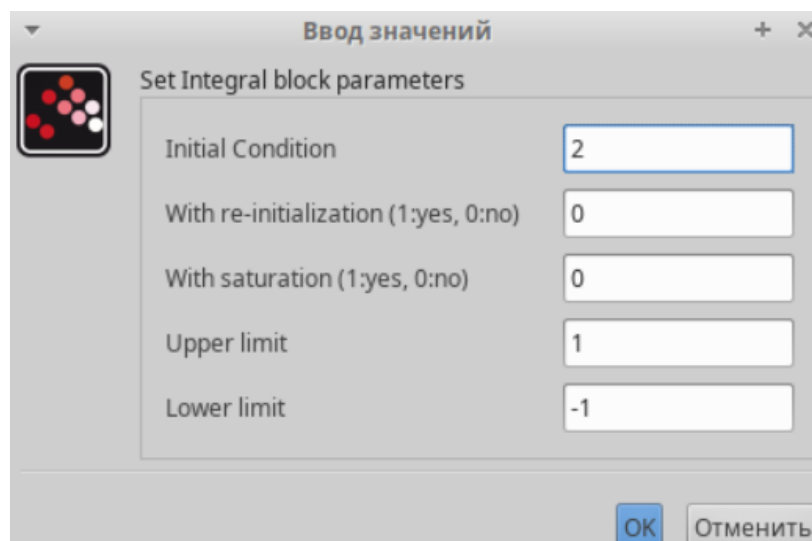 Ввод значений
Set Integral block parameters
Initial Condition 2
With re-initialization (1:yes, 0:no) 0
With saturation (1:yes, 0:no) 0
Upper limit 1
Lower limit -1
OK Отменить